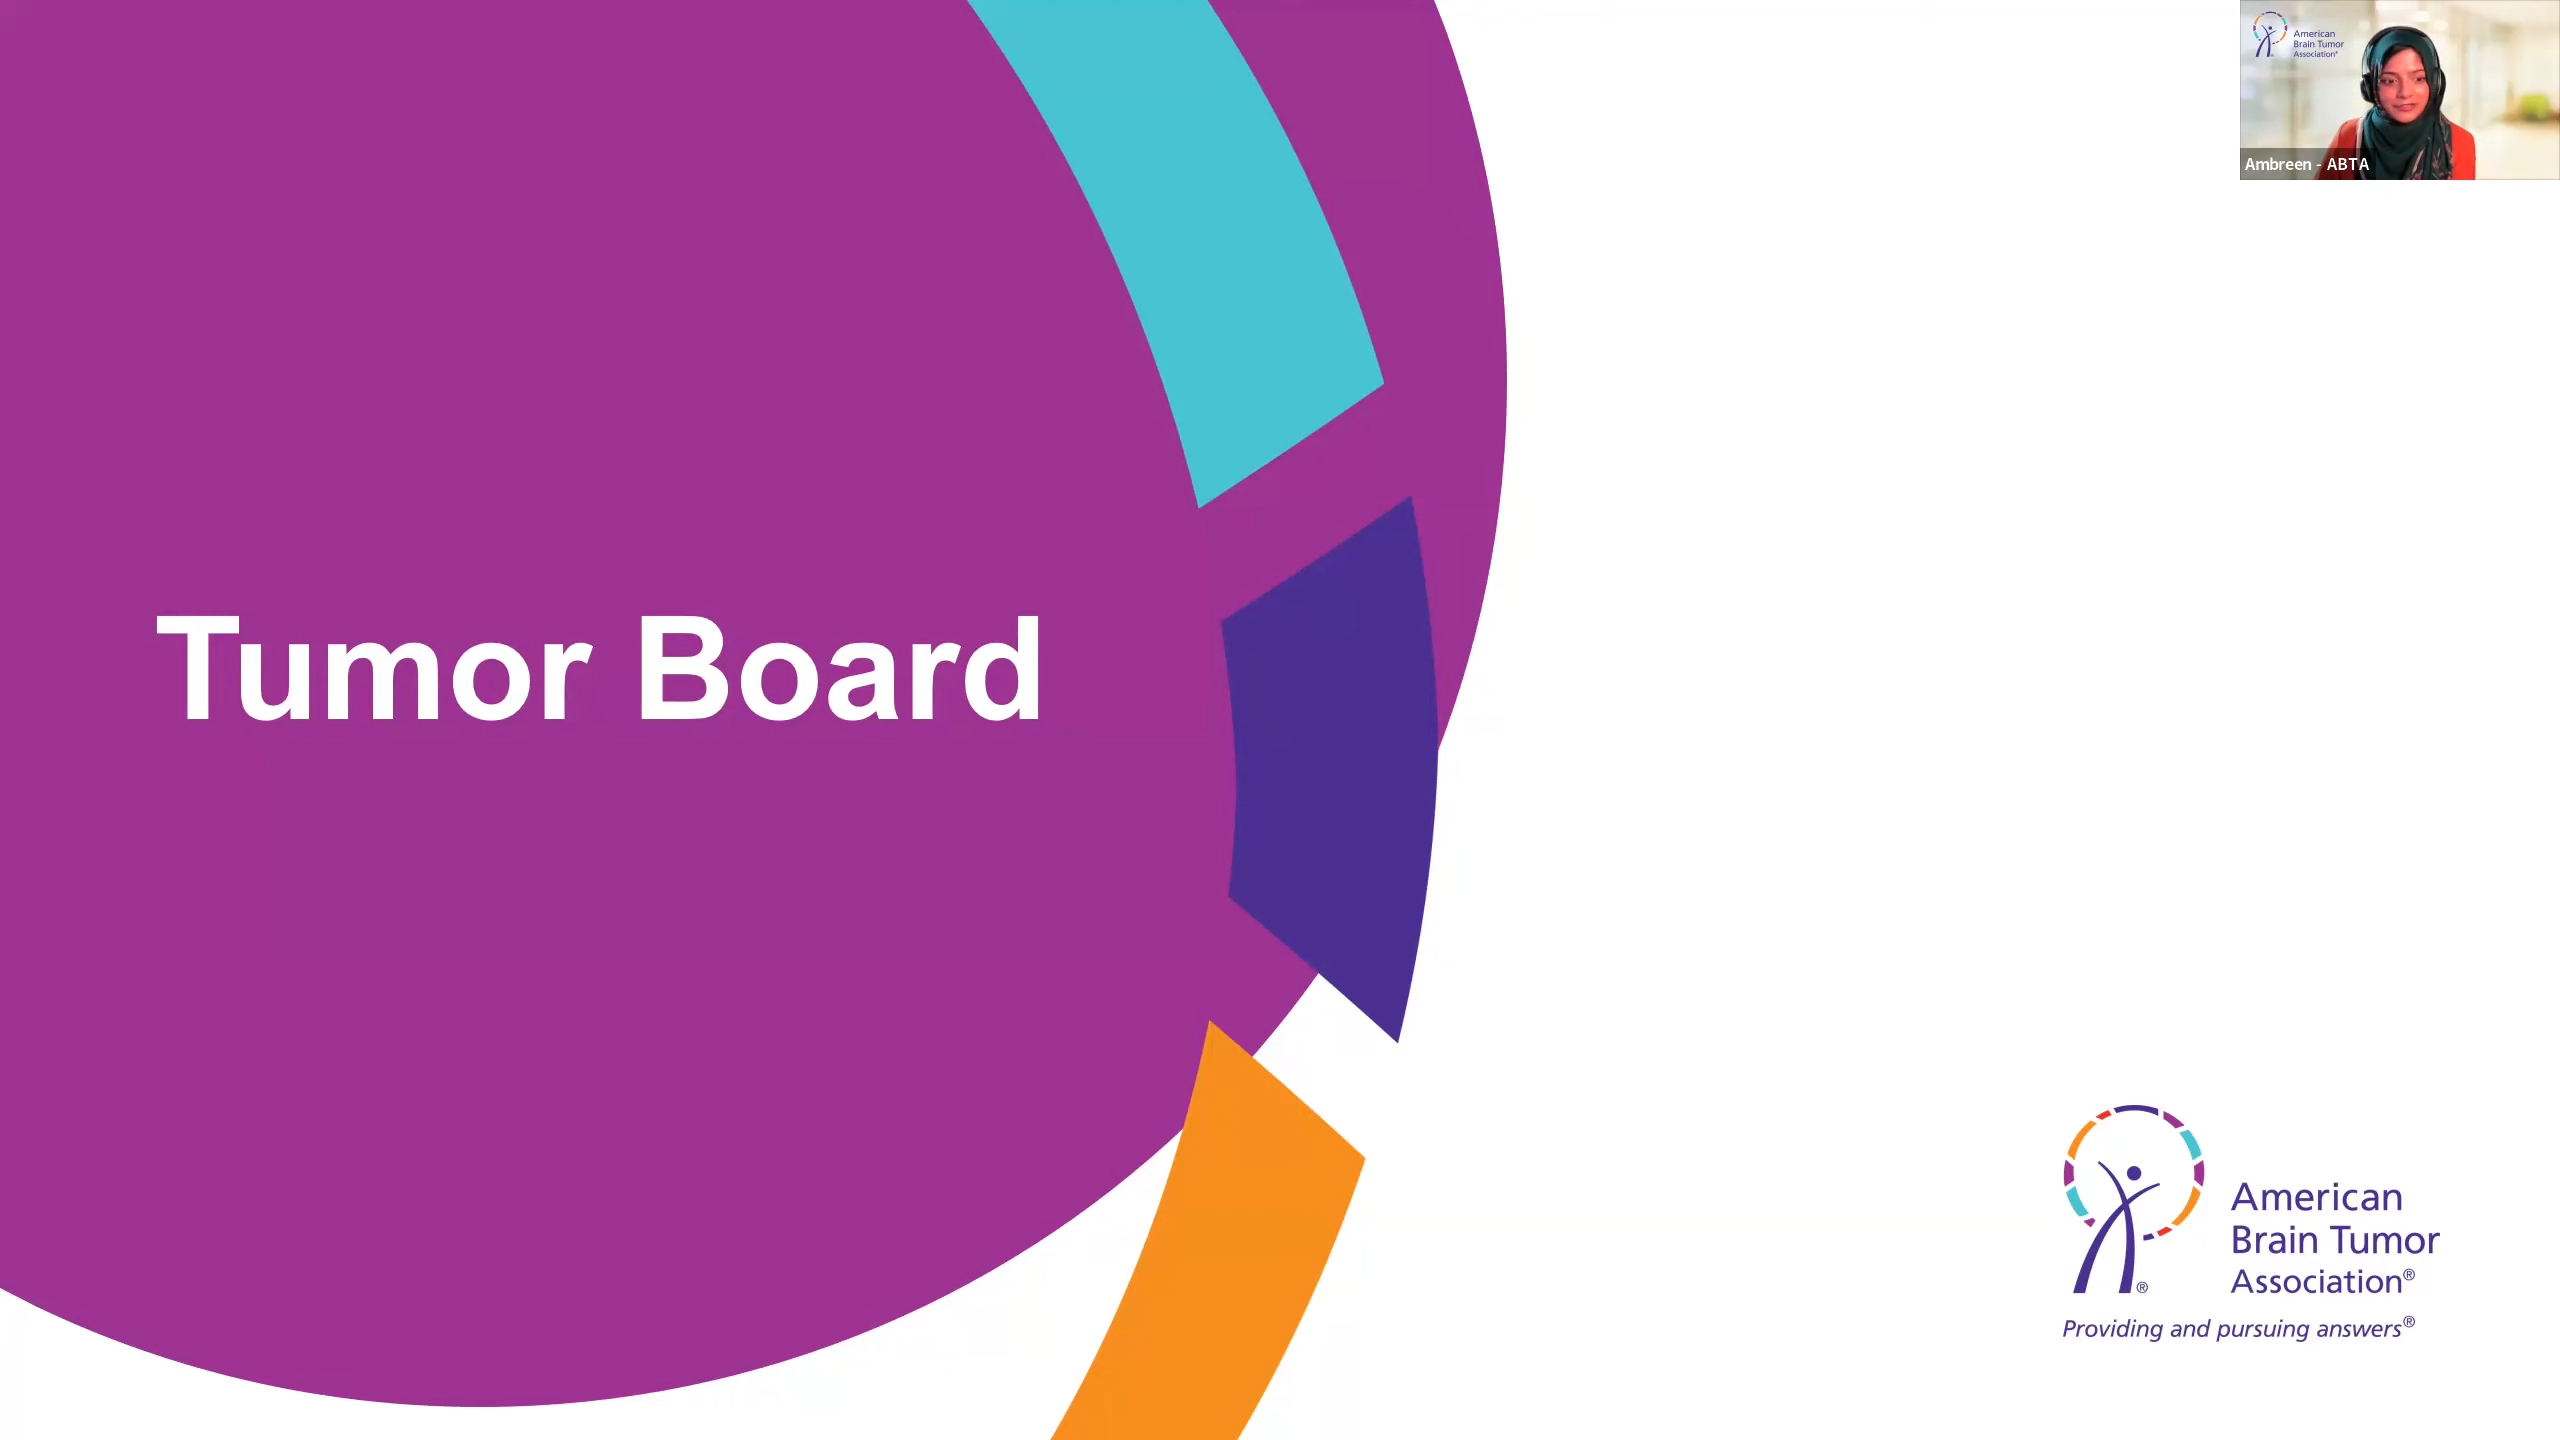 American
Brain Tumor
Association®
Ambreen - ABTA
Tumor Board
®
American
Brain Tumor
Association®
Providing and pursuing answers®